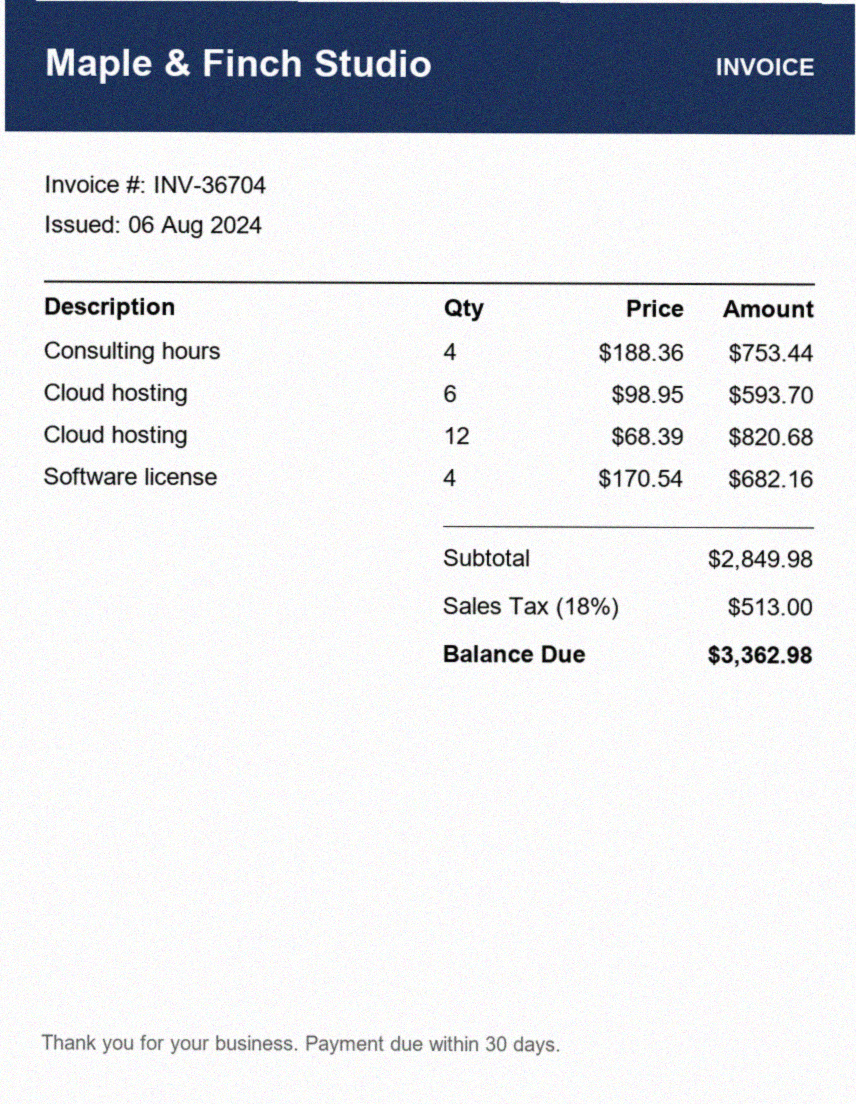 Maple & Finch Studio INVOICE
Invoice #: INV-36704
Issued: 06 Aug 2024
Description Qty Price Amount
Consulting hours 4 $188.36 $753.44
Cloud hosting 6 $98.95 $593.70
Cloud hosting 12 $68.39 $820.68
Software license 4 $170.54 $682.16
Subtotal $2,849.98
Sales Tax (18%) $513.00
Balance Due $3,362.98
Thank you for your business. Payment due within 30 days.